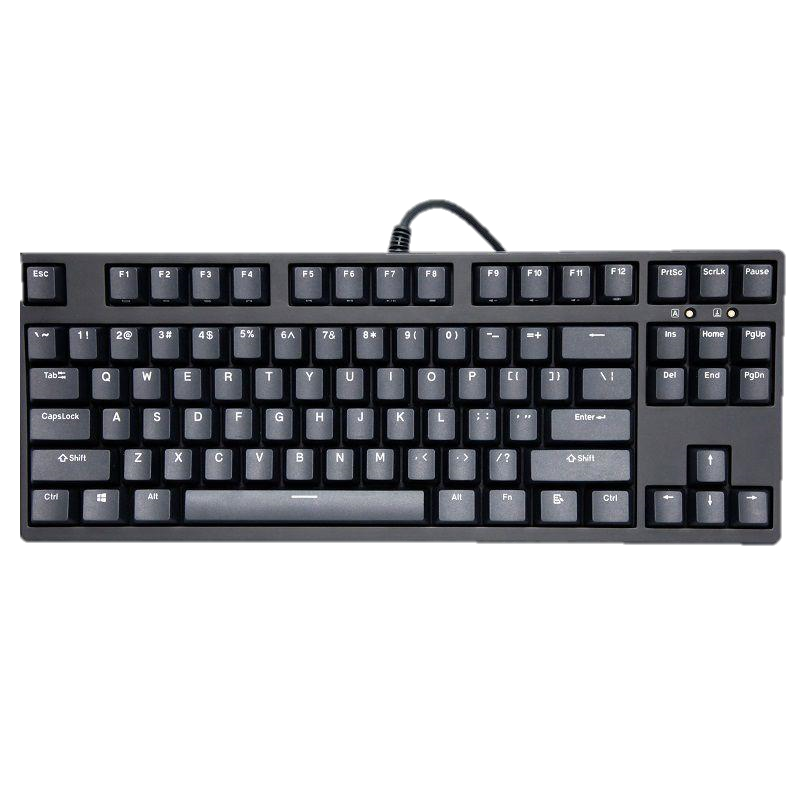 Esc F1 F2 F3 F4 F5 F6 F7 F8 F9 F10 F11 F12 PrtSc ScrLk Pause
A 1
`~ 1! 2@ 3# 4$ 5% 6^ 7& 8* 9( 0) -_ =+ ← Ins Home PgUp
Tab Q W E R T Y U I O P [{ ]} \| Del End PgDn
CapsLock A S D F G H J K L ;: '" Enter
Shift Z X C V B N M ,< .> /? Shift ↑
Ctrl Alt Alt Fn Ctrl ← ↓ →